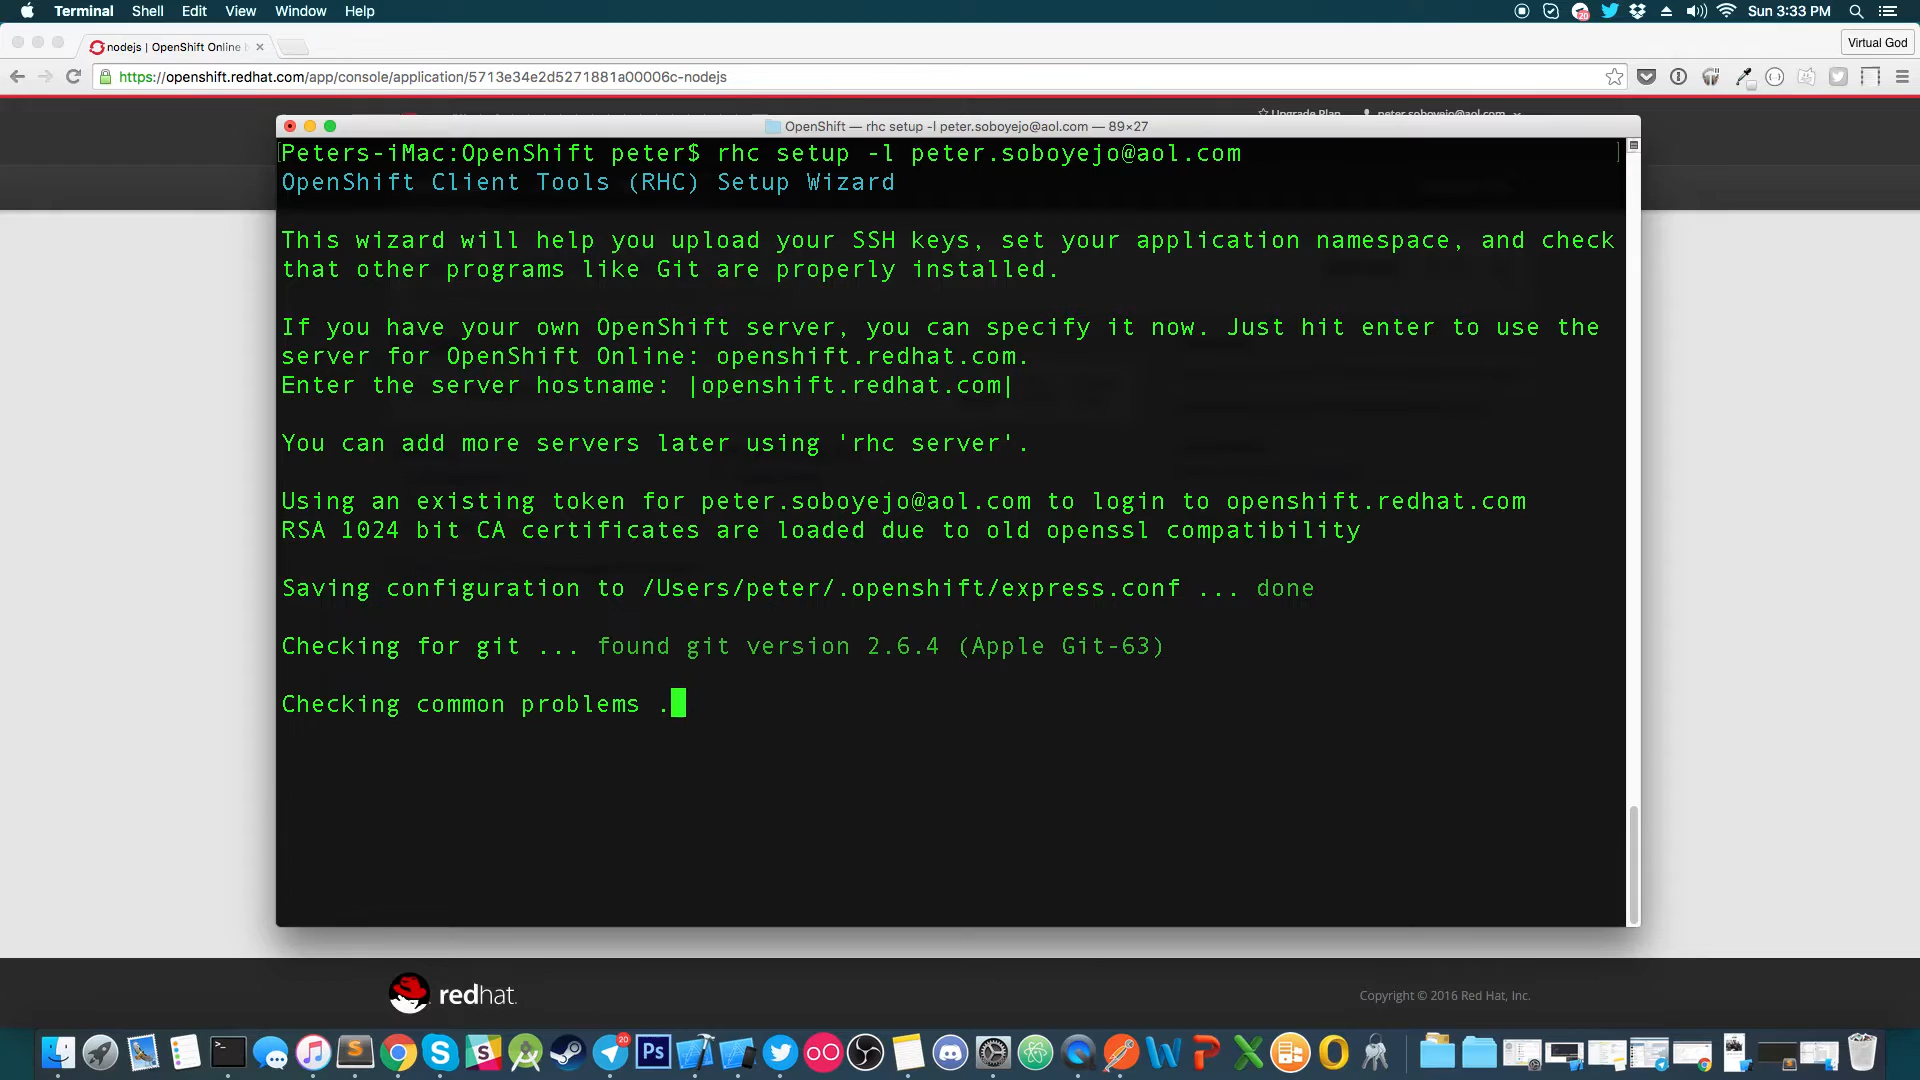 Terminal Shell Edit View Window Help
Sun 3:33 PM
nodejs | OpenShift Online
Virtual God
https://openshift.redhat.com/app/console/application/5713e34e2d5271881a00006c-nodejs
Upgrade Plan peter.soboyejo@aol.com
OpenShift — rhc setup -l peter.soboyejo@aol.com — 89×27
Peters-iMac:OpenShift peter$ rhc setup -l peter.soboyejo@aol.com
OpenShift Client Tools (RHC) Setup Wizard
This wizard will help you upload your SSH keys, set your application namespace, and check
that other programs like Git are properly installed.
If you have your own OpenShift server, you can specify it now. Just hit enter to use the
server for OpenShift Online: openshift.redhat.com.
Enter the server hostname: |openshift.redhat.com|
You can add more servers later using 'rhc server'.
Using an existing token for peter.soboyejo@aol.com to login to openshift.redhat.com
RSA 1024 bit CA certificates are loaded due to old openssl compatibility
Saving configuration to /Users/peter/.openshift/express.conf ... done
Checking for git ... found git version 2.6.4 (Apple Git-63)
Checking common problems .
redhat.
Copyright © 2016 Red Hat, Inc.
20
Ps